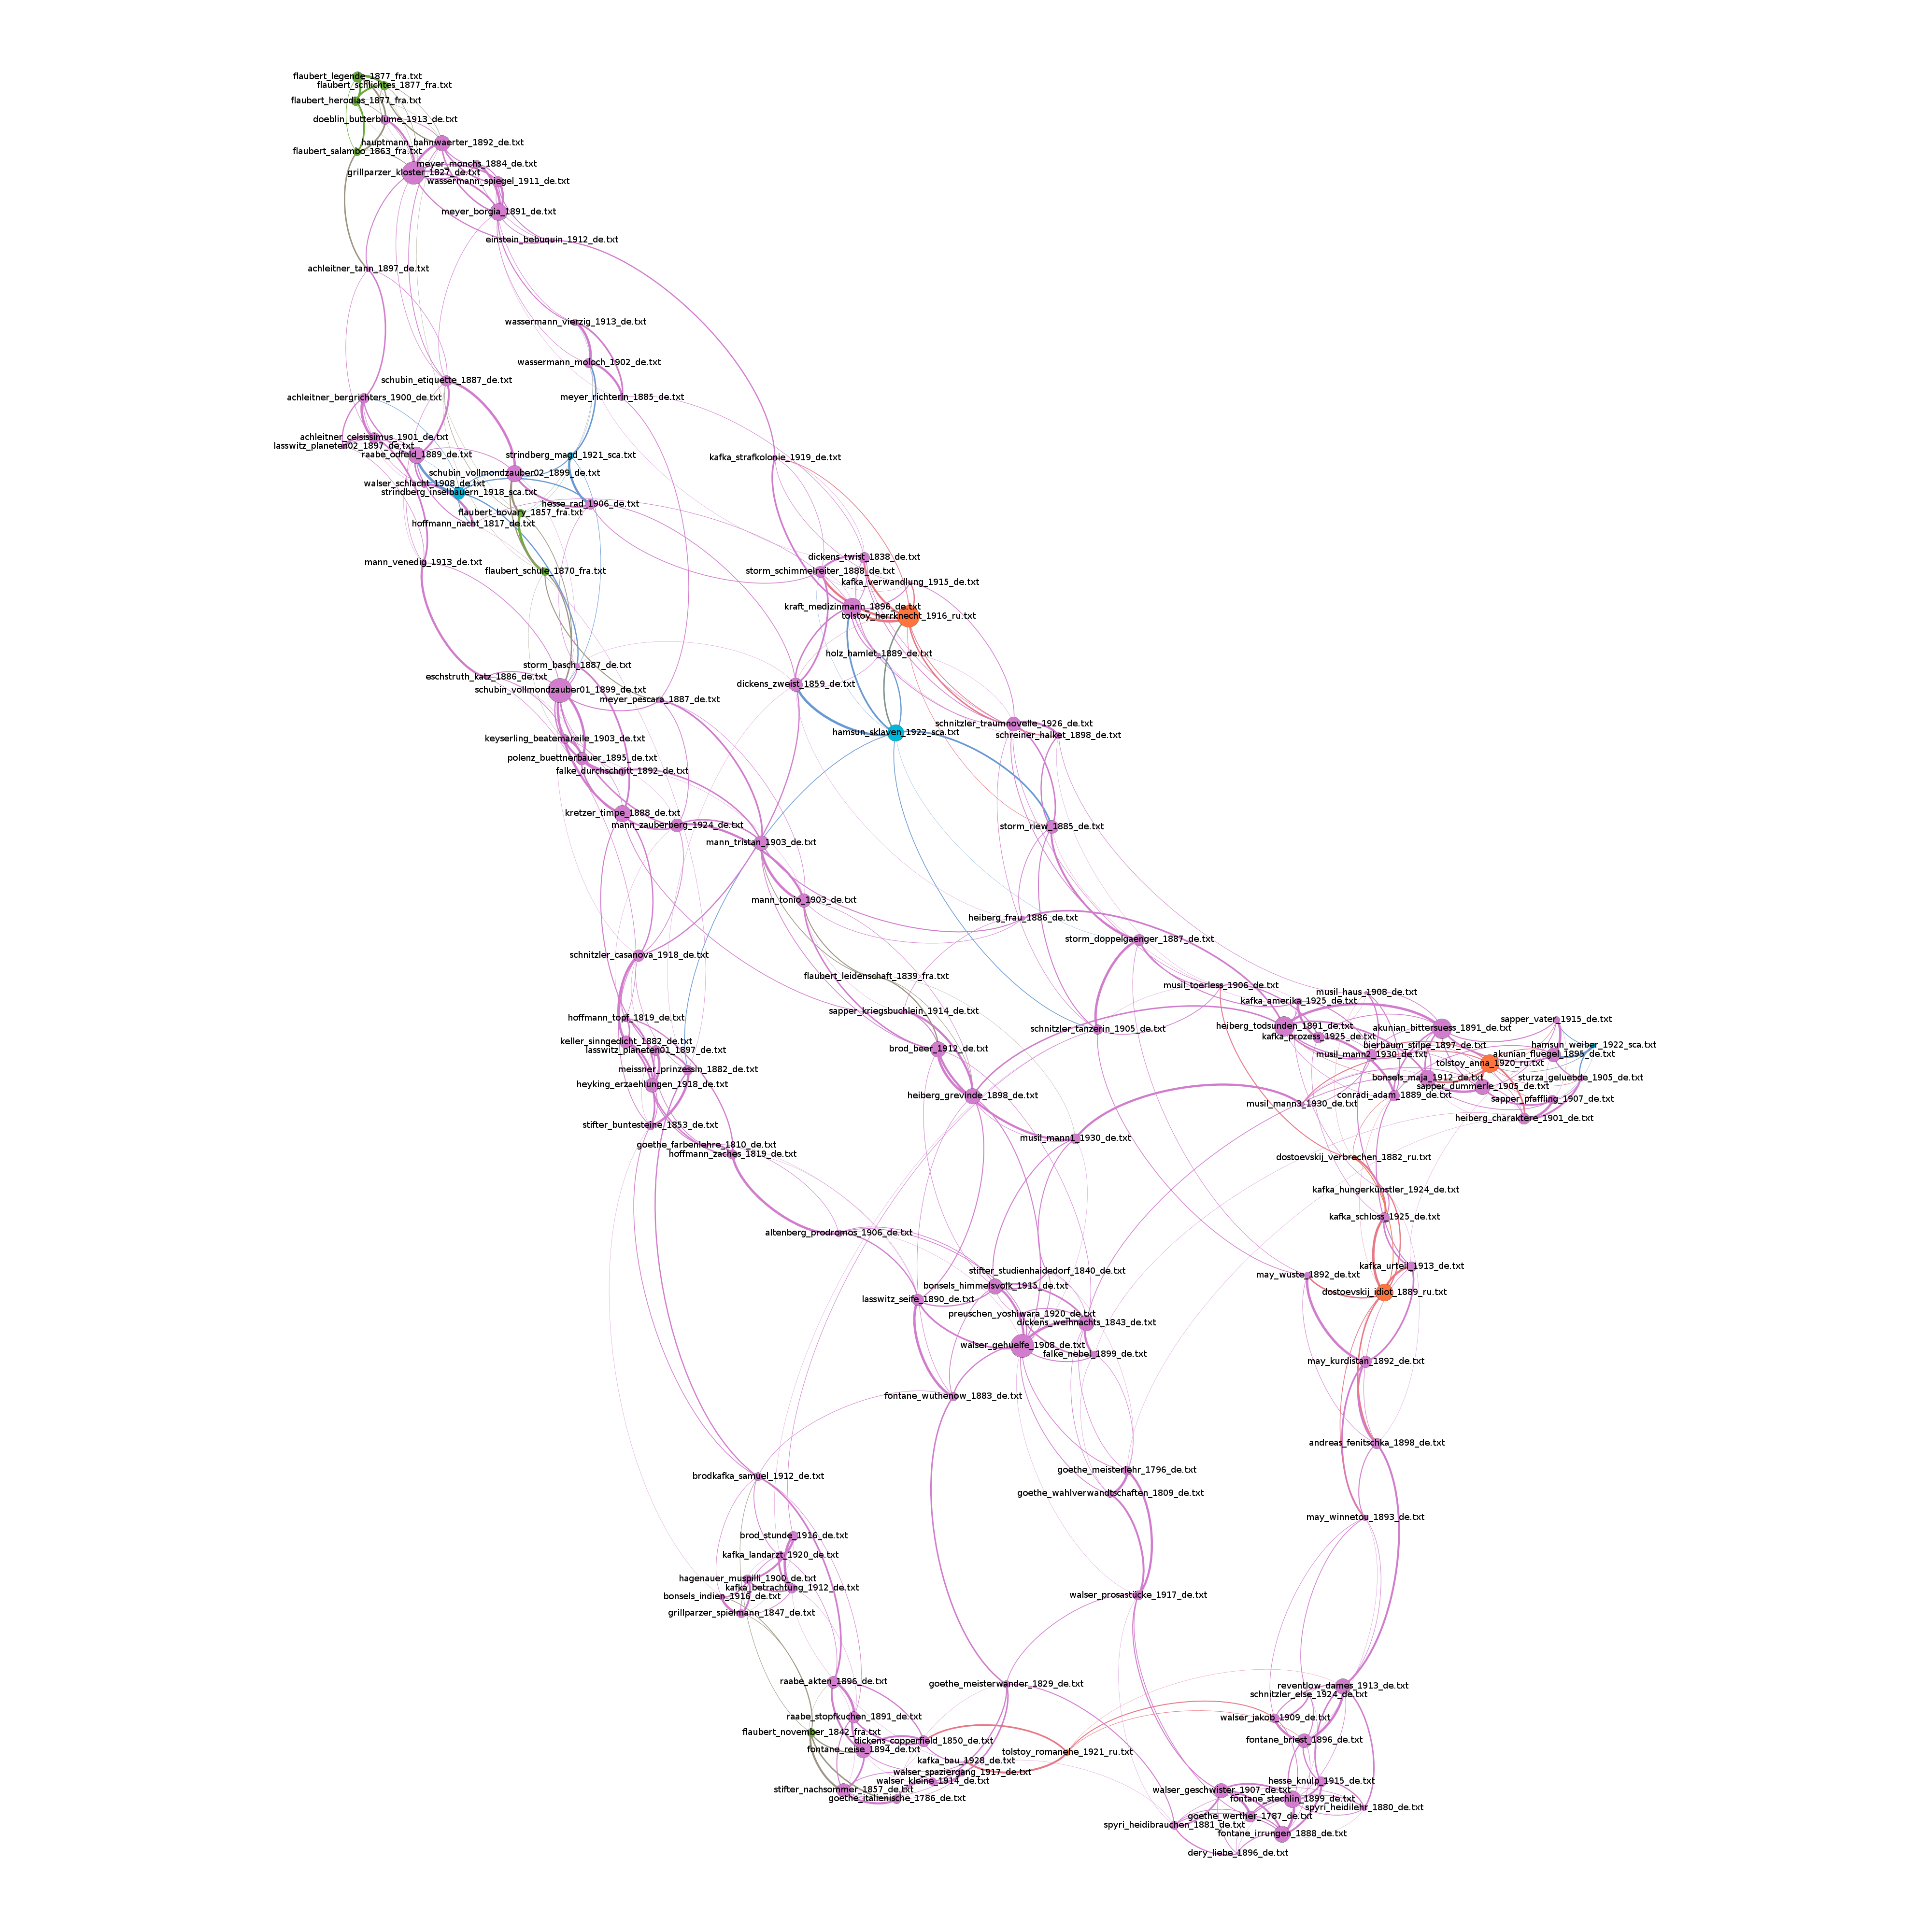 flaubert_legende_1877_fra.txt
flaubert_schlichtes_1877_fra.txt
flaubert_herodias_1877_fra.txt
doeblin_butterblume_1913_de.txt
hauptmann_bahnwaerter_1892_de.txt
flaubert_salambo_1863_fra.txt
meyer_monchs_1884_de.txt
grillparzer_kloster_1827_de.txt
wassermann_spiegel_1911_de.txt
meyer_borgia_1891_de.txt
einstein_bebuquin_1912_de.txt
achleitner_tann_1897_de.txt
wassermann_vierzig_1913_de.txt
wassermann_moloch_1902_de.txt
schubin_etiquette_1887_de.txt
achleitner_bergrichters_1900_de.txt
meyer_richterin_1885_de.txt
achleitner_celsissimus_1901_de.txt
lasswitz_planeten02_1897_de.txt
raabe_odfeld_1889_de.txt
strindberg_magd_1921_sca.txt
kafka_strafkolonie_1919_de.txt
schubin_vollmondzauber02_1899_de.txt
walser_schlacht_1908_de.txt
strindberg_inselbauern_1918_sca.txt
hesse_rad_1906_de.txt
flaubert_bovary_1857_fra.txt
hoffmann_nacht_1817_de.txt
mann_venedig_1913_de.txt
flaubert_schule_1870_fra.txt
dickens_twist_1838_de.txt
storm_schimmelreiter_1888_de.txt
kafka_verwandlung_1915_de.txt
kraft_medizinmann_1896_de.txt
tolstoy_herrknecht_1916_ru.txt
holz_hamlet_1889_de.txt
storm_basch_1887_de.txt
eschstruth_katz_1886_de.txt
dickens_zweist_1859_de.txt
schubin_vollmondzauber01_1899_de.txt
meyer_pescara_1887_de.txt
schnitzler_traumnovelle_1926_de.txt
hamsun_sklaven_1922_sca.txt
schreiner_halket_1898_de.txt
keyserling_beatemareile_1903_de.txt
polenz_buettnerbauer_1895_de.txt
falke_durchschnitt_1892_de.txt
kretzer_timpe_1888_de.txt
mann_zauberberg_1924_de.txt
storm_riew_1885_de.txt
mann_tristan_1903_de.txt
mann_tonio_1903_de.txt
heiberg_frau_1886_de.txt
storm_doppelgaenger_1887_de.txt
schnitzler_casanova_1918_de.txt
flaubert_leidenschaft_1839_fra.txt
musil_toerless_1906_de.txt
musil_haus_1908_de.txt
kafka_amerika_1925_de.txt
sapper_kriegsbuchlein_1914_de.txt
hoffmann_topf_1819_de.txt
sapper_vater_1915_de.txt
schnitzler_tanzerin_1905_de.txt
heiberg_todsunden_1891_de.txt
akunian_bittersuess_1891_de.txt
kafka_prozess_1925_de.txt
keller_sinngedicht_1882_de.txt
bierbaum_stilpe_1897_de.txt
hamsun_weiber_1922_sca.txt
brod_beer_1912_de.txt
lasswitz_planeten01_1897_de.txt
musil_mann2_1930_de.txt
akunian_fluegel_1895_de.txt
tolstoy_anna_1920_ru.txt
meissner_prinzessin_1882_de.txt
bonsels_maja_1912_de.txt
sturza_geluebde_1905_de.txt
heyking_erzaehlungen_1918_de.txt
sapper_dummerle_1905_de.txt
heiberg_grevinde_1898_de.txt
conradi_adam_1889_de.txt
sapper_pfaffling_1907_de.txt
musil_mann3_1930_de.txt
heiberg_charaktere_1901_de.txt
stifter_buntesteine_1853_de.txt
musil_mann1_1930_de.txt
goethe_farbenlehre_1810_de.txt
hoffmann_zaches_1819_de.txt
dostoevskij_verbrechen_1882_ru.txt
kafka_hungerkünstler_1924_de.txt
kafka_schloss_1925_de.txt
altenberg_prodromos_1906_de.txt
kafka_urteil_1913_de.txt
stifter_studienhaidedorf_1840_de.txt
may_wuste_1892_de.txt
bonsels_himmelsvolk_1915_de.txt
dostoevskij_idiot_1889_ru.txt
lasswitz_seife_1890_de.txt
preuschen_yoshiwara_1920_de.txt
dickens_weihnachts_1843_de.txt
walser_gehuelfe_1908_de.txt
falke_nebel_1899_de.txt
may_kurdistan_1892_de.txt
fontane_wuthenow_1883_de.txt
andreas_fenitschka_1898_de.txt
goethe_meisterlehr_1796_de.txt
brodkafka_samuel_1912_de.txt
goethe_wahlverwandtschaften_1809_de.txt
may_winnetou_1893_de.txt
brod_stunde_1916_de.txt
kafka_landarzt_1920_de.txt
hagenauer_muspilli_1900_de.txt
kafka_betrachtung_1912_de.txt
bonsels_indien_1916_de.txt
walser_prosastücke_1917_de.txt
grillparzer_spielmann_1847_de.txt
raabe_akten_1896_de.txt
goethe_meisterwander_1829_de.txt
reventlow_dames_1913_de.txt
schnitzler_else_1924_de.txt
raabe_stopfkuchen_1891_de.txt
walser_jakob_1909_de.txt
flaubert_november_1842_fra.txt
dickens_copperfield_1850_de.txt
fontane_briest_1896_de.txt
fontane_reise_1894_de.txt
tolstoy_romanehe_1921_ru.txt
kafka_bau_1928_de.txt
walser_spaziergang_1917_de.txt
walser_kleine_1914_de.txt
hesse_knulp_1915_de.txt
stifter_nachsommer_1857_de.txt
walser_geschwister_1907_de.txt
goethe_italienische_1786_de.txt
fontane_stechlin_1899_de.txt
spyri_heidilehr_1880_de.txt
goethe_werther_1787_de.txt
spyri_heidibrauchen_1881_de.txt
fontane_irrungen_1888_de.txt
dery_liebe_1896_de.txt